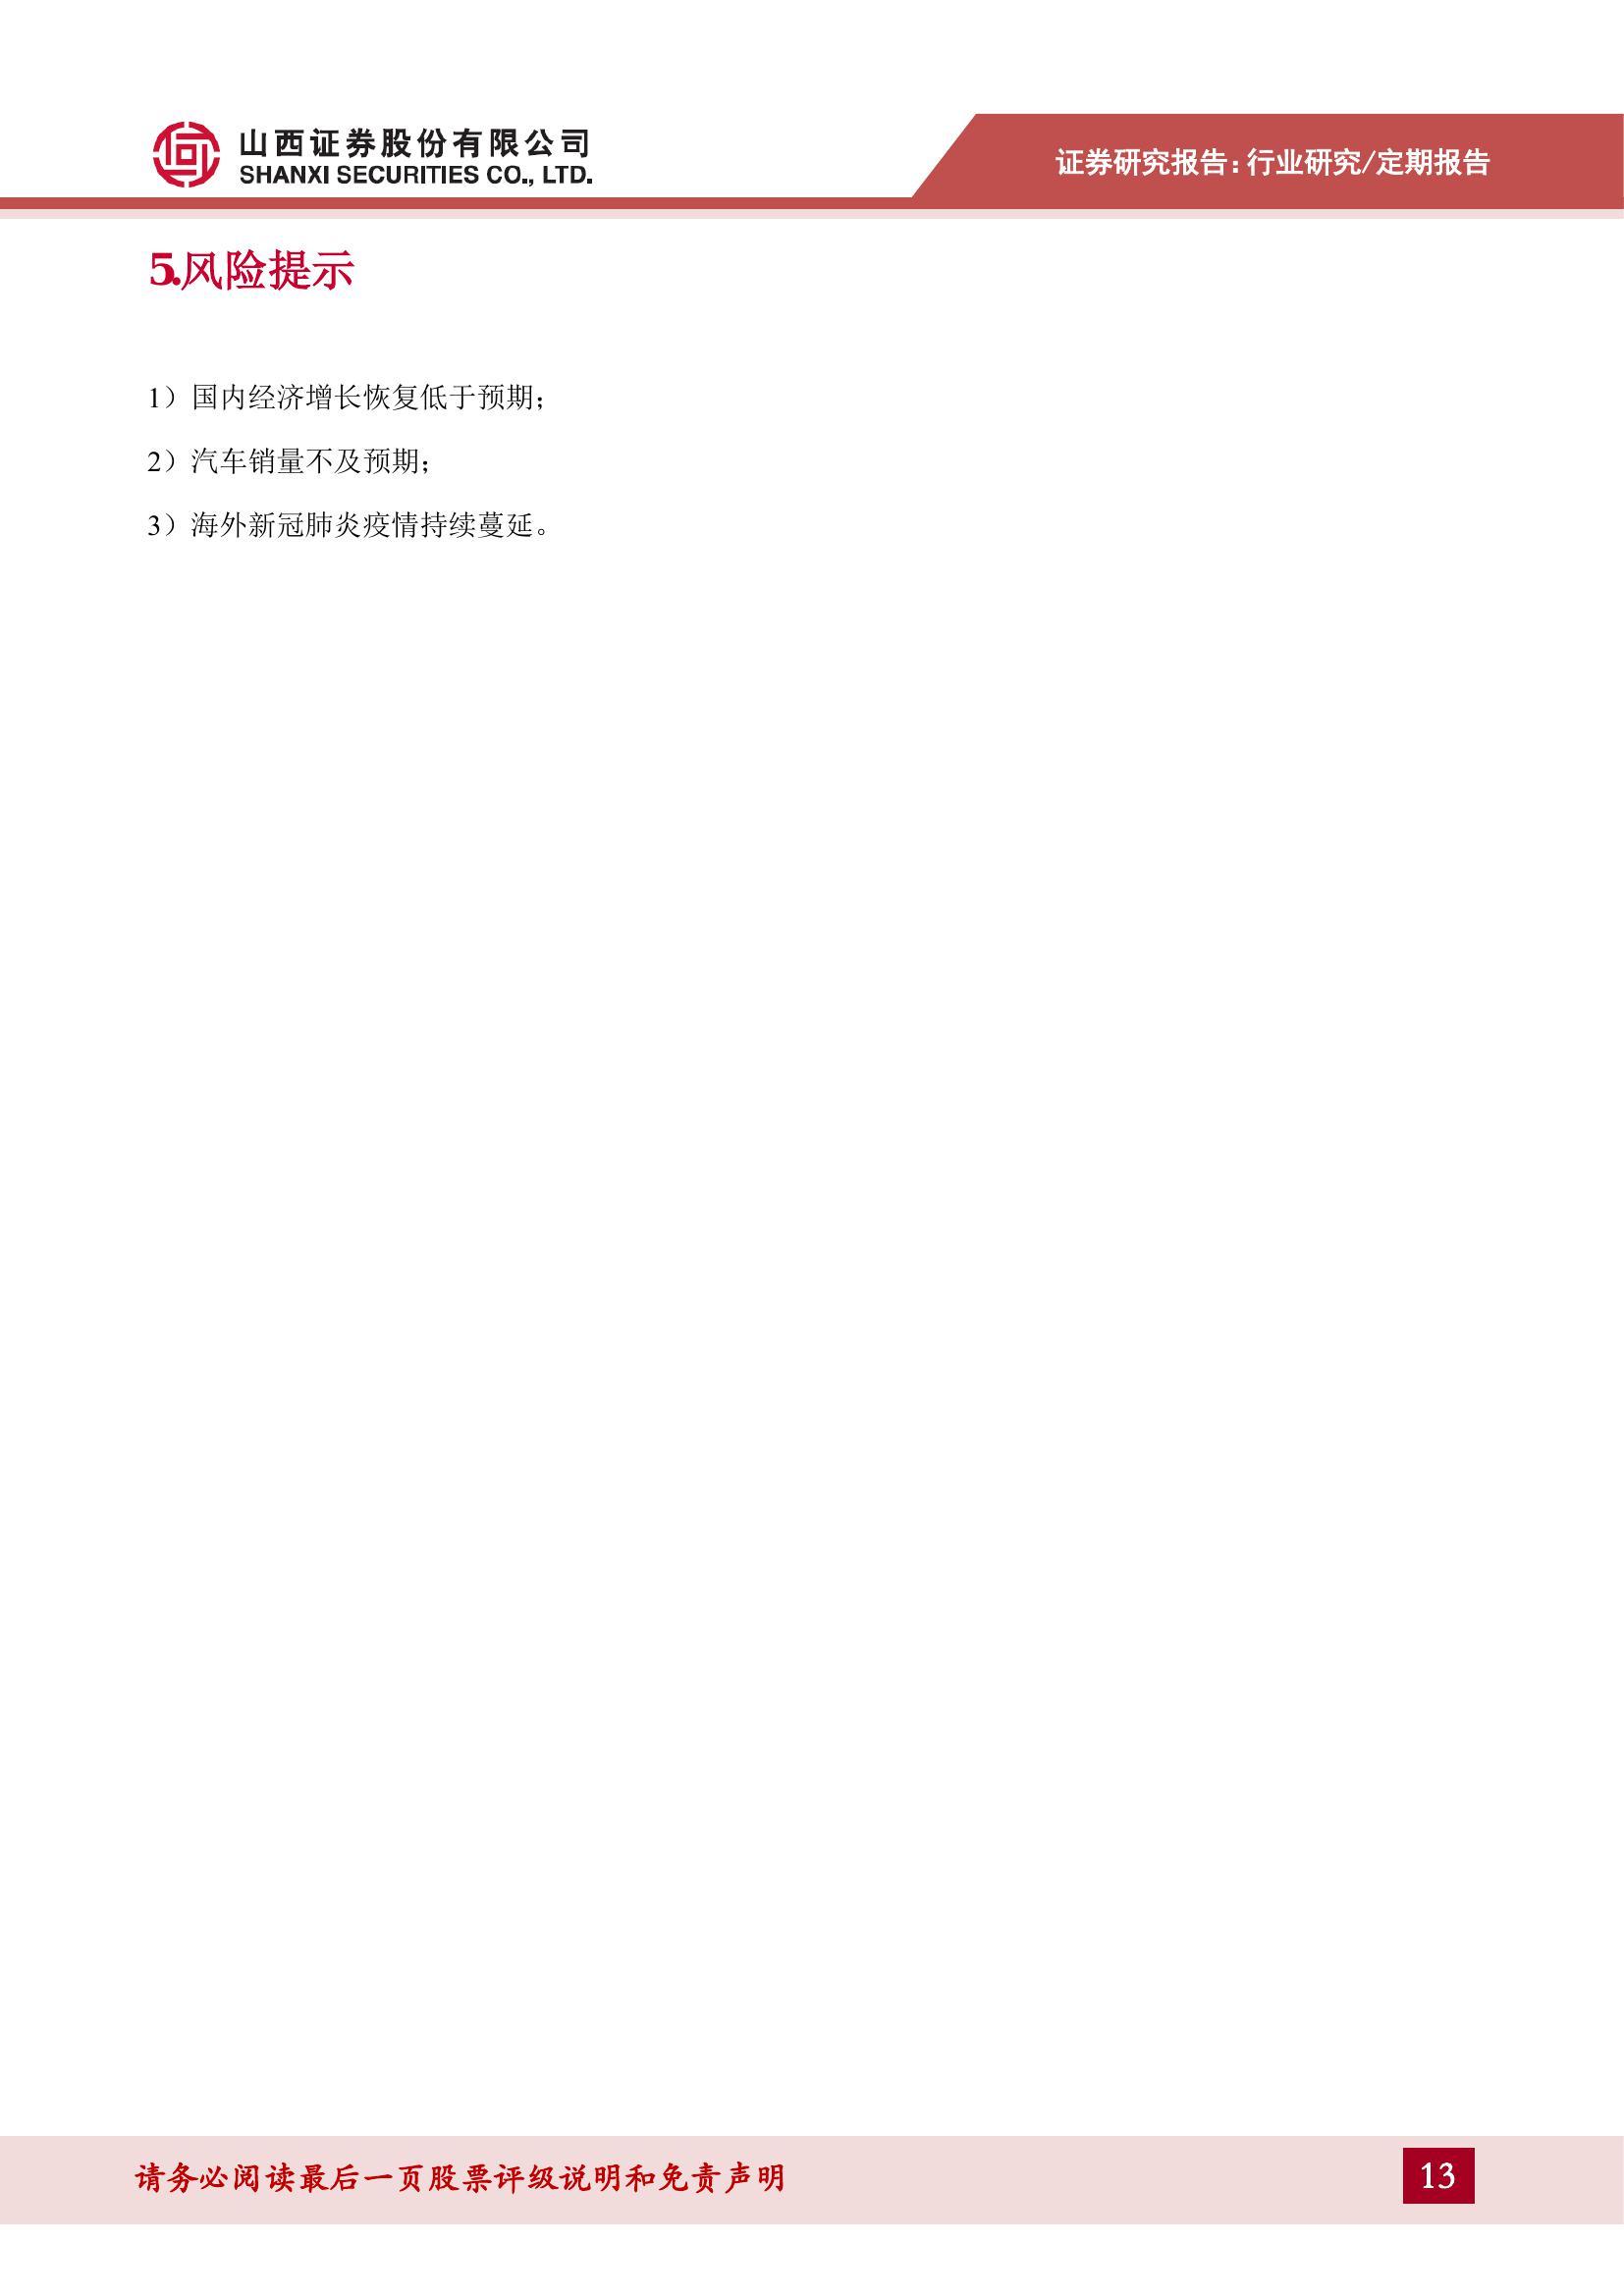 山西证券股份有限公司
SHANXI SECURITIES CO., LTD.
证券研究报告：行业研究/定期报告
5.风险提示
1）国内经济增长恢复低于预期；
2）汽车销量不及预期；
3）海外新冠肺炎疫情持续蔓延。
请务必阅读最后一页股票评级说明和免责声明
13